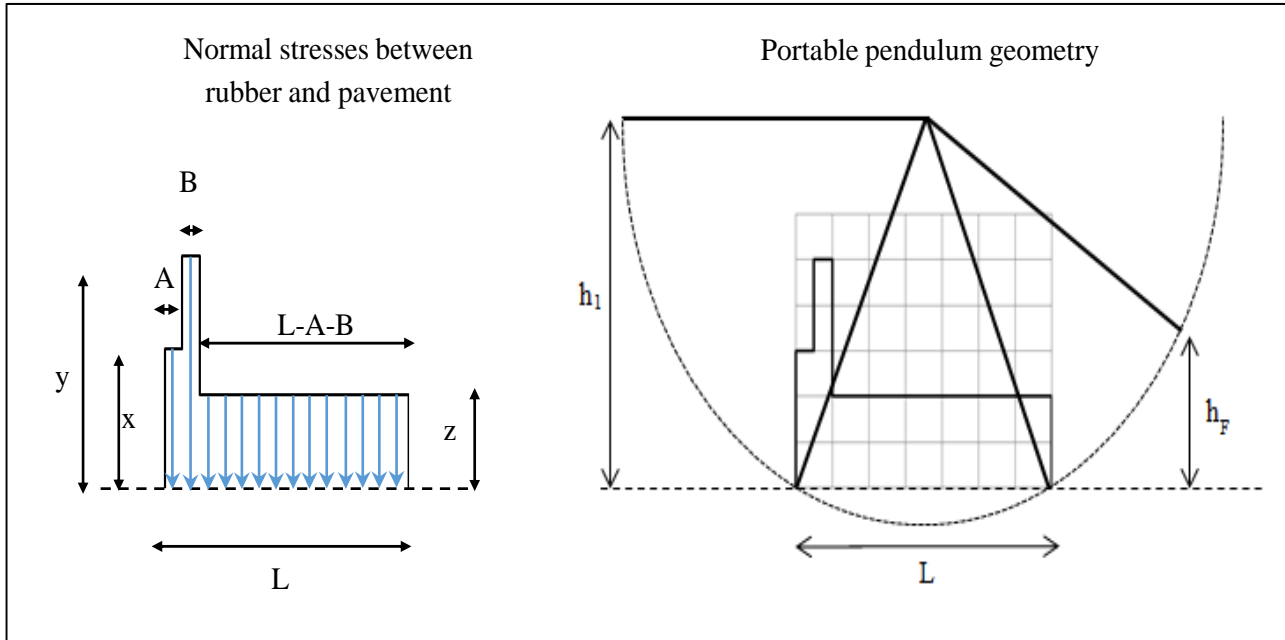 Normal stresses between
rubber and pavement
Portable pendulum geometry
B
A
L-A-B
y
x
z
L
h1
hF
L